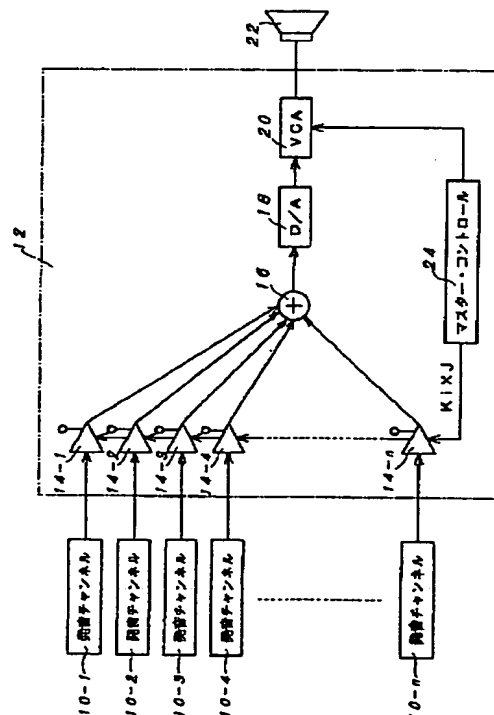 12
22
20
VCA
18
D/A
16
24
マスター・コントロール
KiXJ
14-1
14-2
14-3
14-4
14-n
10-1
発音チャンネル
10-2
発音チャンネル
10-3
発音チャンネル
10-4
発音チャンネル
10-n
発音チャンネル